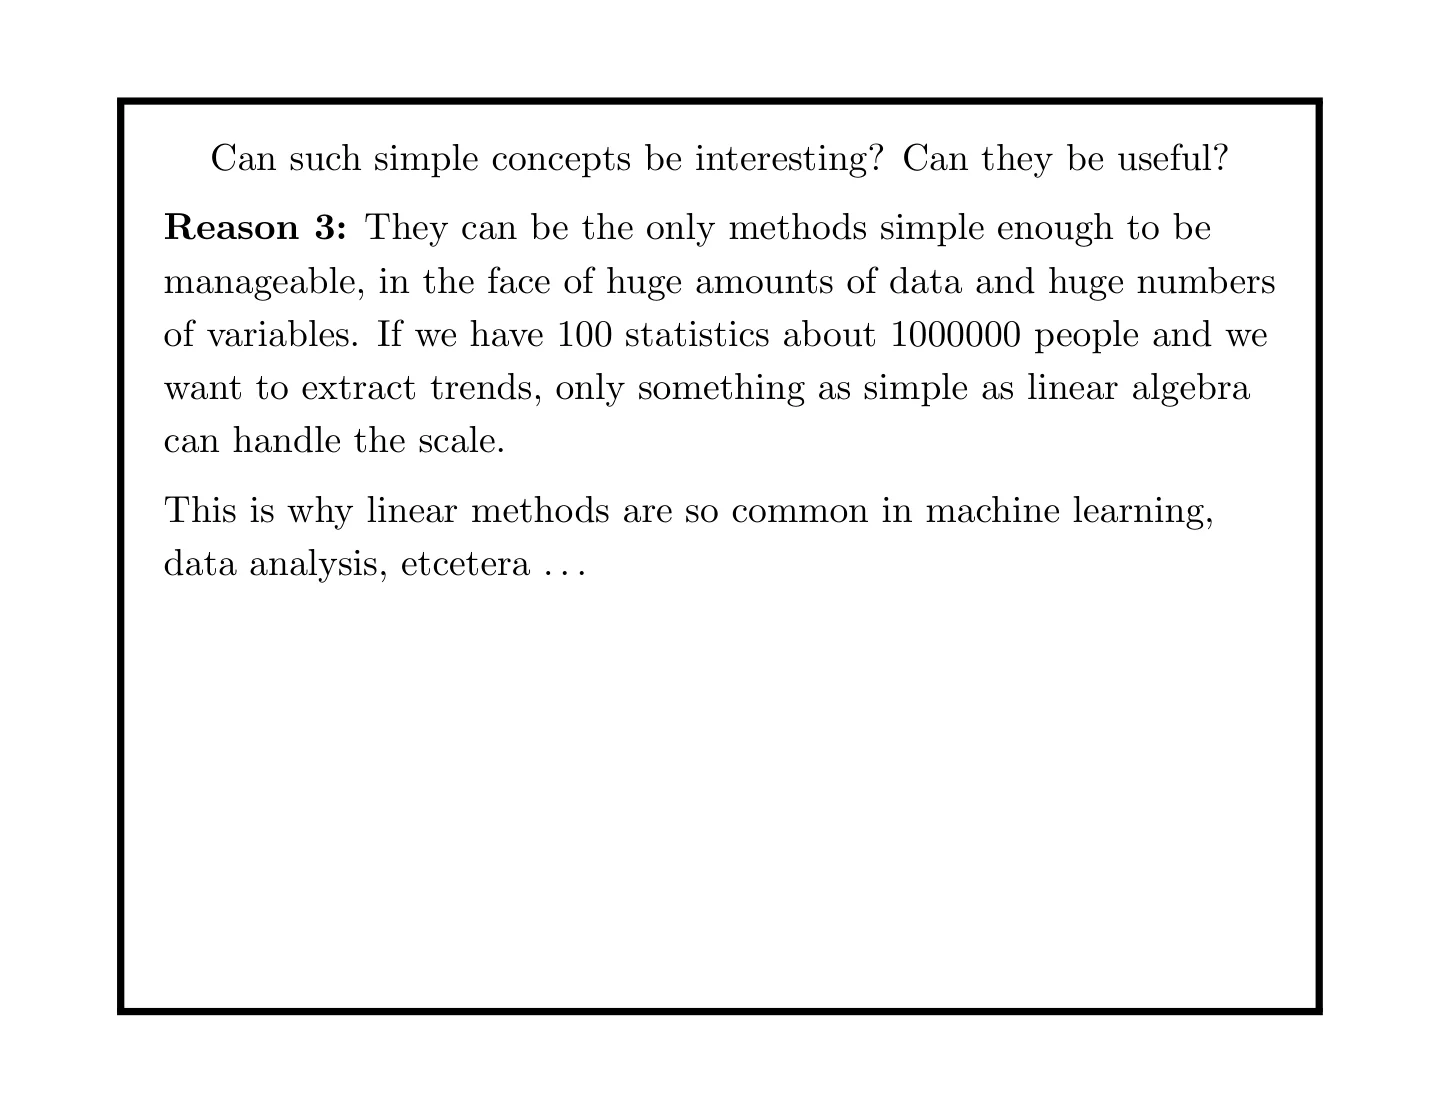 Can such simple concepts be interesting? Can they be useful?
Reason 3: They can be the only methods simple enough to be
manageable, in the face of huge amounts of data and huge numbers
of variables. If we have 100 statistics about 1000000 people and we
want to extract trends, only something as simple as linear algebra
can handle the scale.
This is why linear methods are so common in machine learning,
data analysis, etcetera . . .